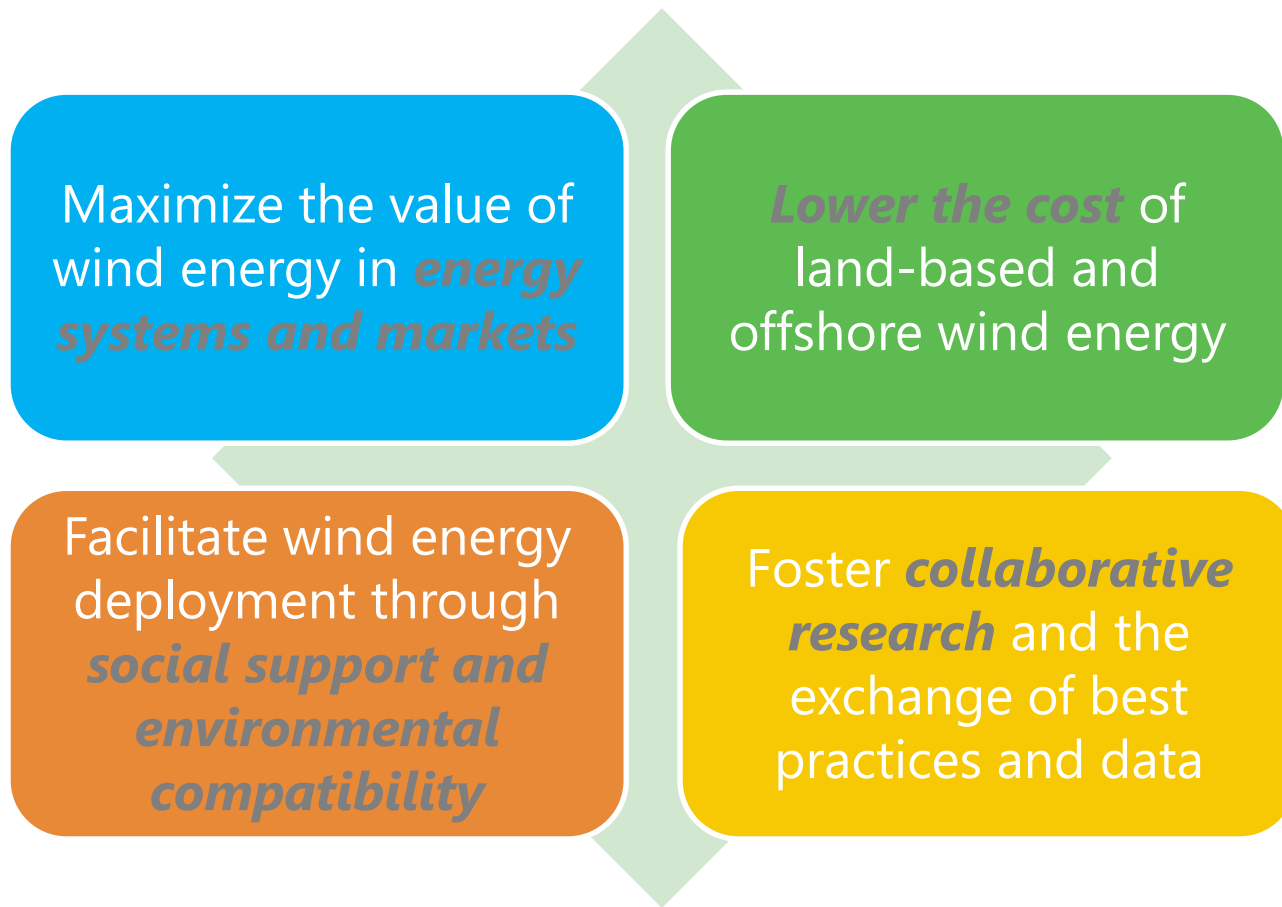 Maximize the value of
wind energy in energy
systems and markets
Lower the cost of
land-based and
offshore wind energy
Facilitate wind energy
deployment through
social support and
environmental
compatibility
Foster collaborative
research and the
exchange of best
practices and data